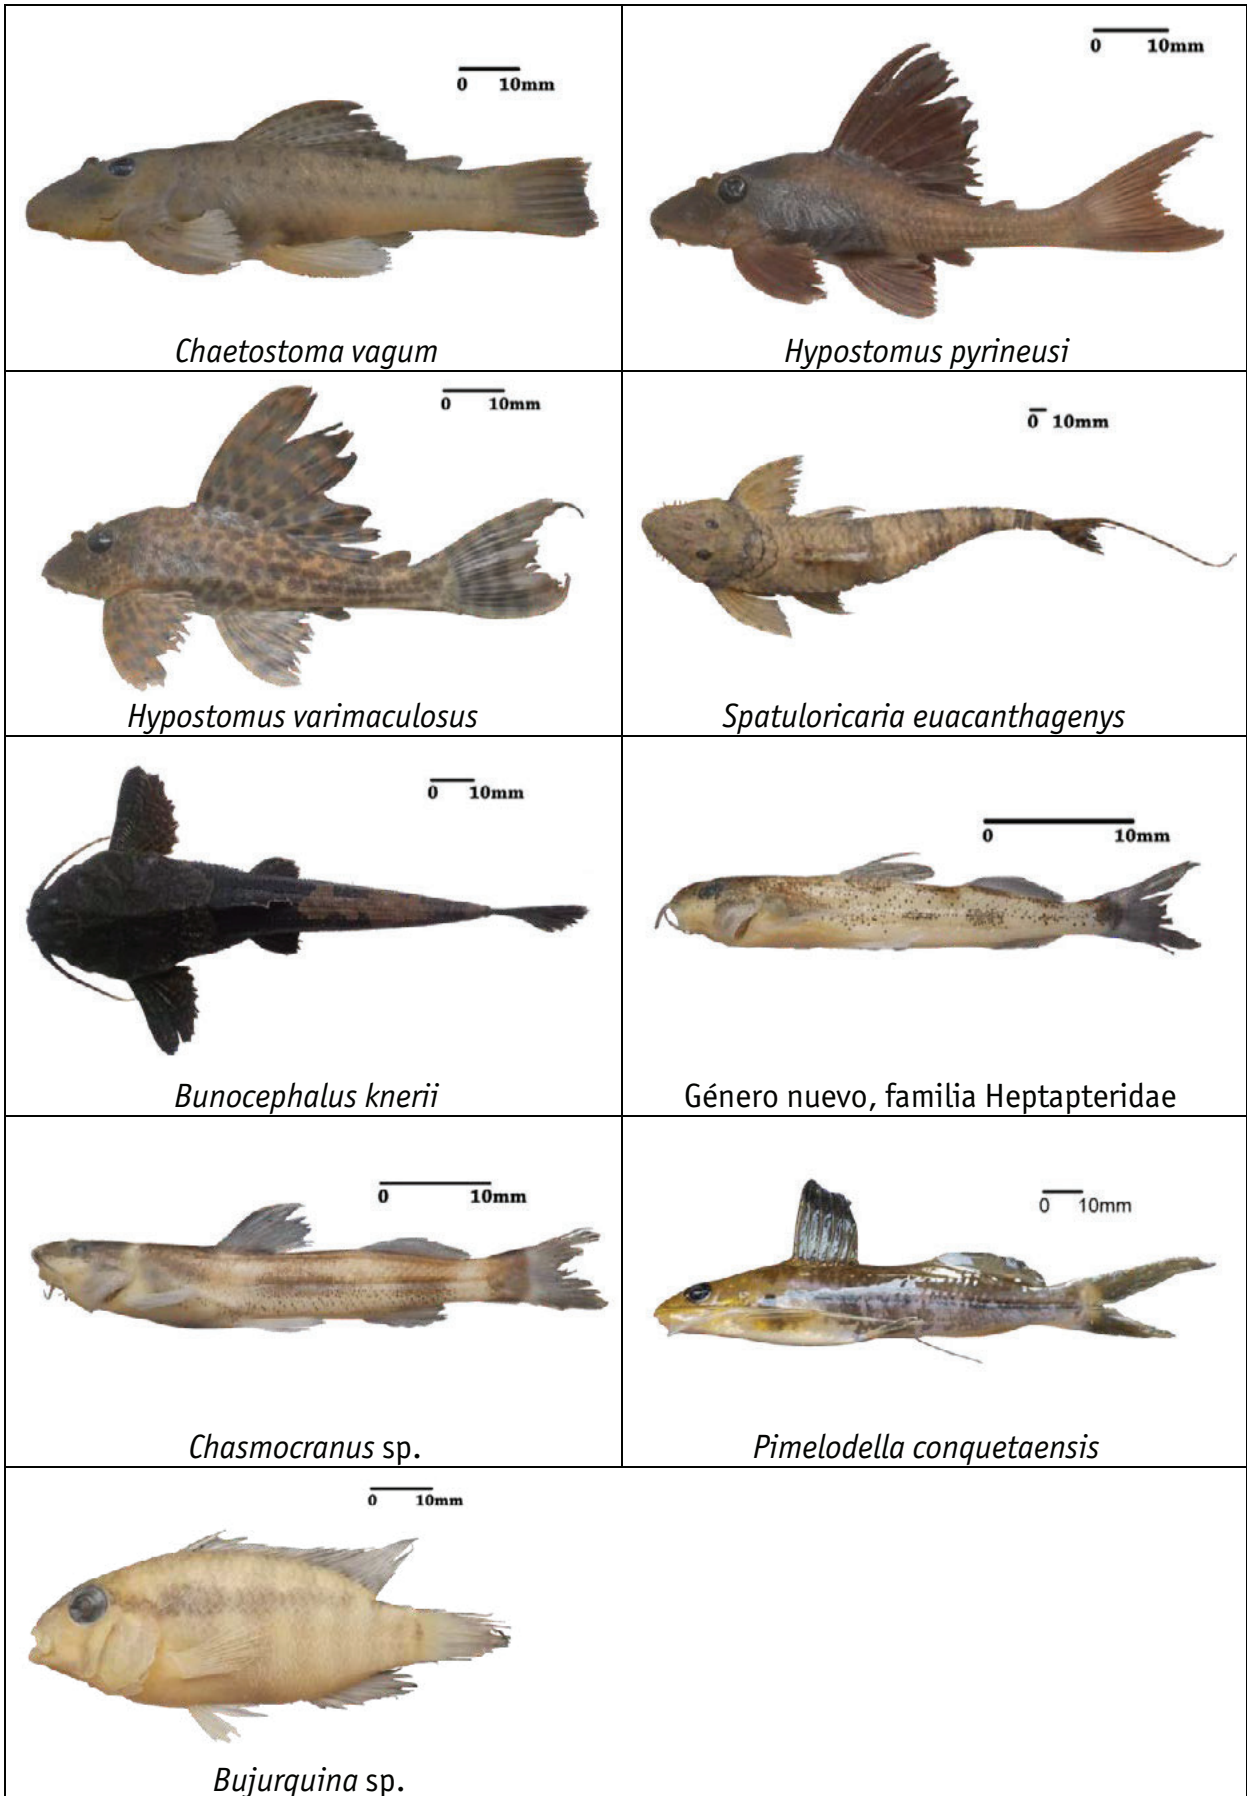 0 10mm
Chaetostoma vagum
0 10mm
Hypostomus pyrineusi
0 10mm
Hypostomus varimaculosus
0 10mm
Spatuloricaria euacanthagenys
0 10mm
Bunocephalus knerii
0 10mm
Género nuevo, familia Heptapteridae
0 10mm
Chasmocranus sp.
0 10mm
Pimelodella conquetaensis
0 10mm
Bujurquina sp.